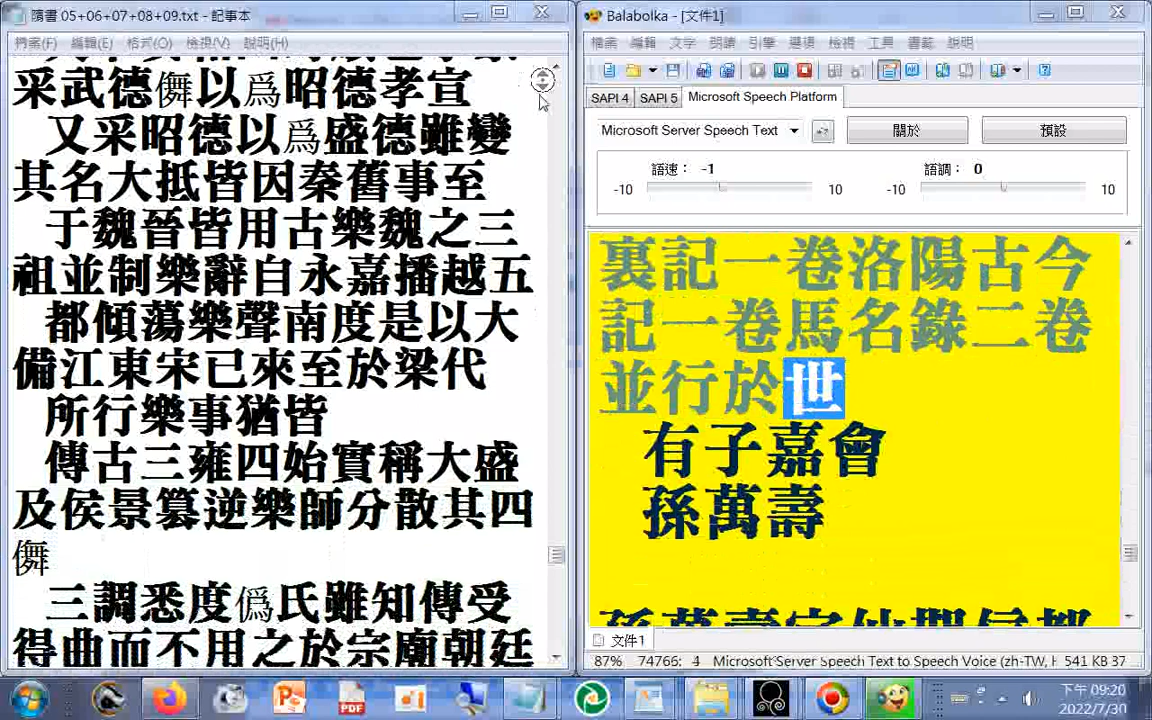 隋書 05+06+07+08+09.txt - 記事本
檔案(F) 編輯(E) 格式(O) 檢視(V) 說明(H)
采武德儛以爲昭德孝宣
又采昭德以爲盛德雖變
其名大抵皆因秦舊事至
于魏晉皆用古樂魏之三
祖並制樂辭自永嘉播越五
都傾蕩樂聲南度是以大
備江東宋已來至於梁代
所行樂事猶皆
傳古三雍四始實稱大盛
及侯景篡逆樂師分散其四
儛
三調悉度僞氏雖知傳受
得曲而不用之於宗廟朝廷
Balabolka - [文件1]
檔案 編輯 文字 朗讀 引擎 選項 檢視 工具 書籤 說明
SAPI 4 SAPI 5 Microsoft Speech Platform
Microsoft Server Speech Text 關於 預設
語速： -1 語調： 0
-10 10 -10 10
裏記一卷洛陽古今
記一卷馬名錄二卷
並行於世
有子嘉會
孫萬壽
文件1
87% 74766: 4 Microsoft Server Speech Text to Speech Voice (zh-TW, H 541 KB 37
PDF
下午 09:20
2022/7/30